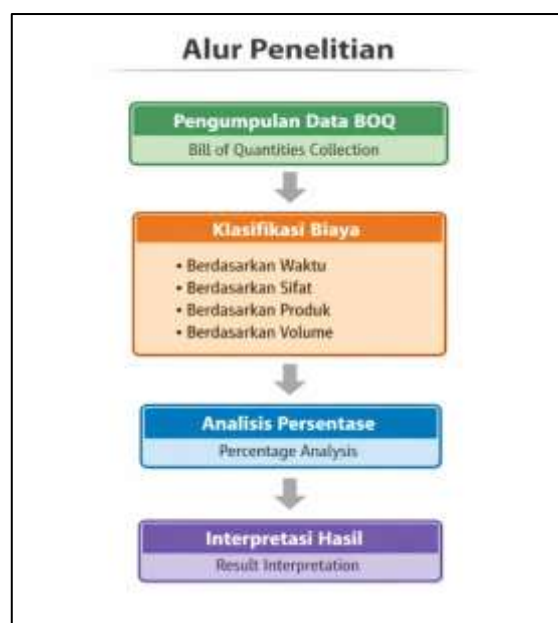 Alur Penelitian
Pengumpulan Data BOQ
Bill of Quantities Collection
Klasifikasi Biaya
• Berdasarkan Waktu
• Berdasarkan Sifat
• Berdasarkan Produk
• Berdasarkan Volume
Analisis Persentase
Percentage Analysis
Interpretasi Hasil
Result Interpretation